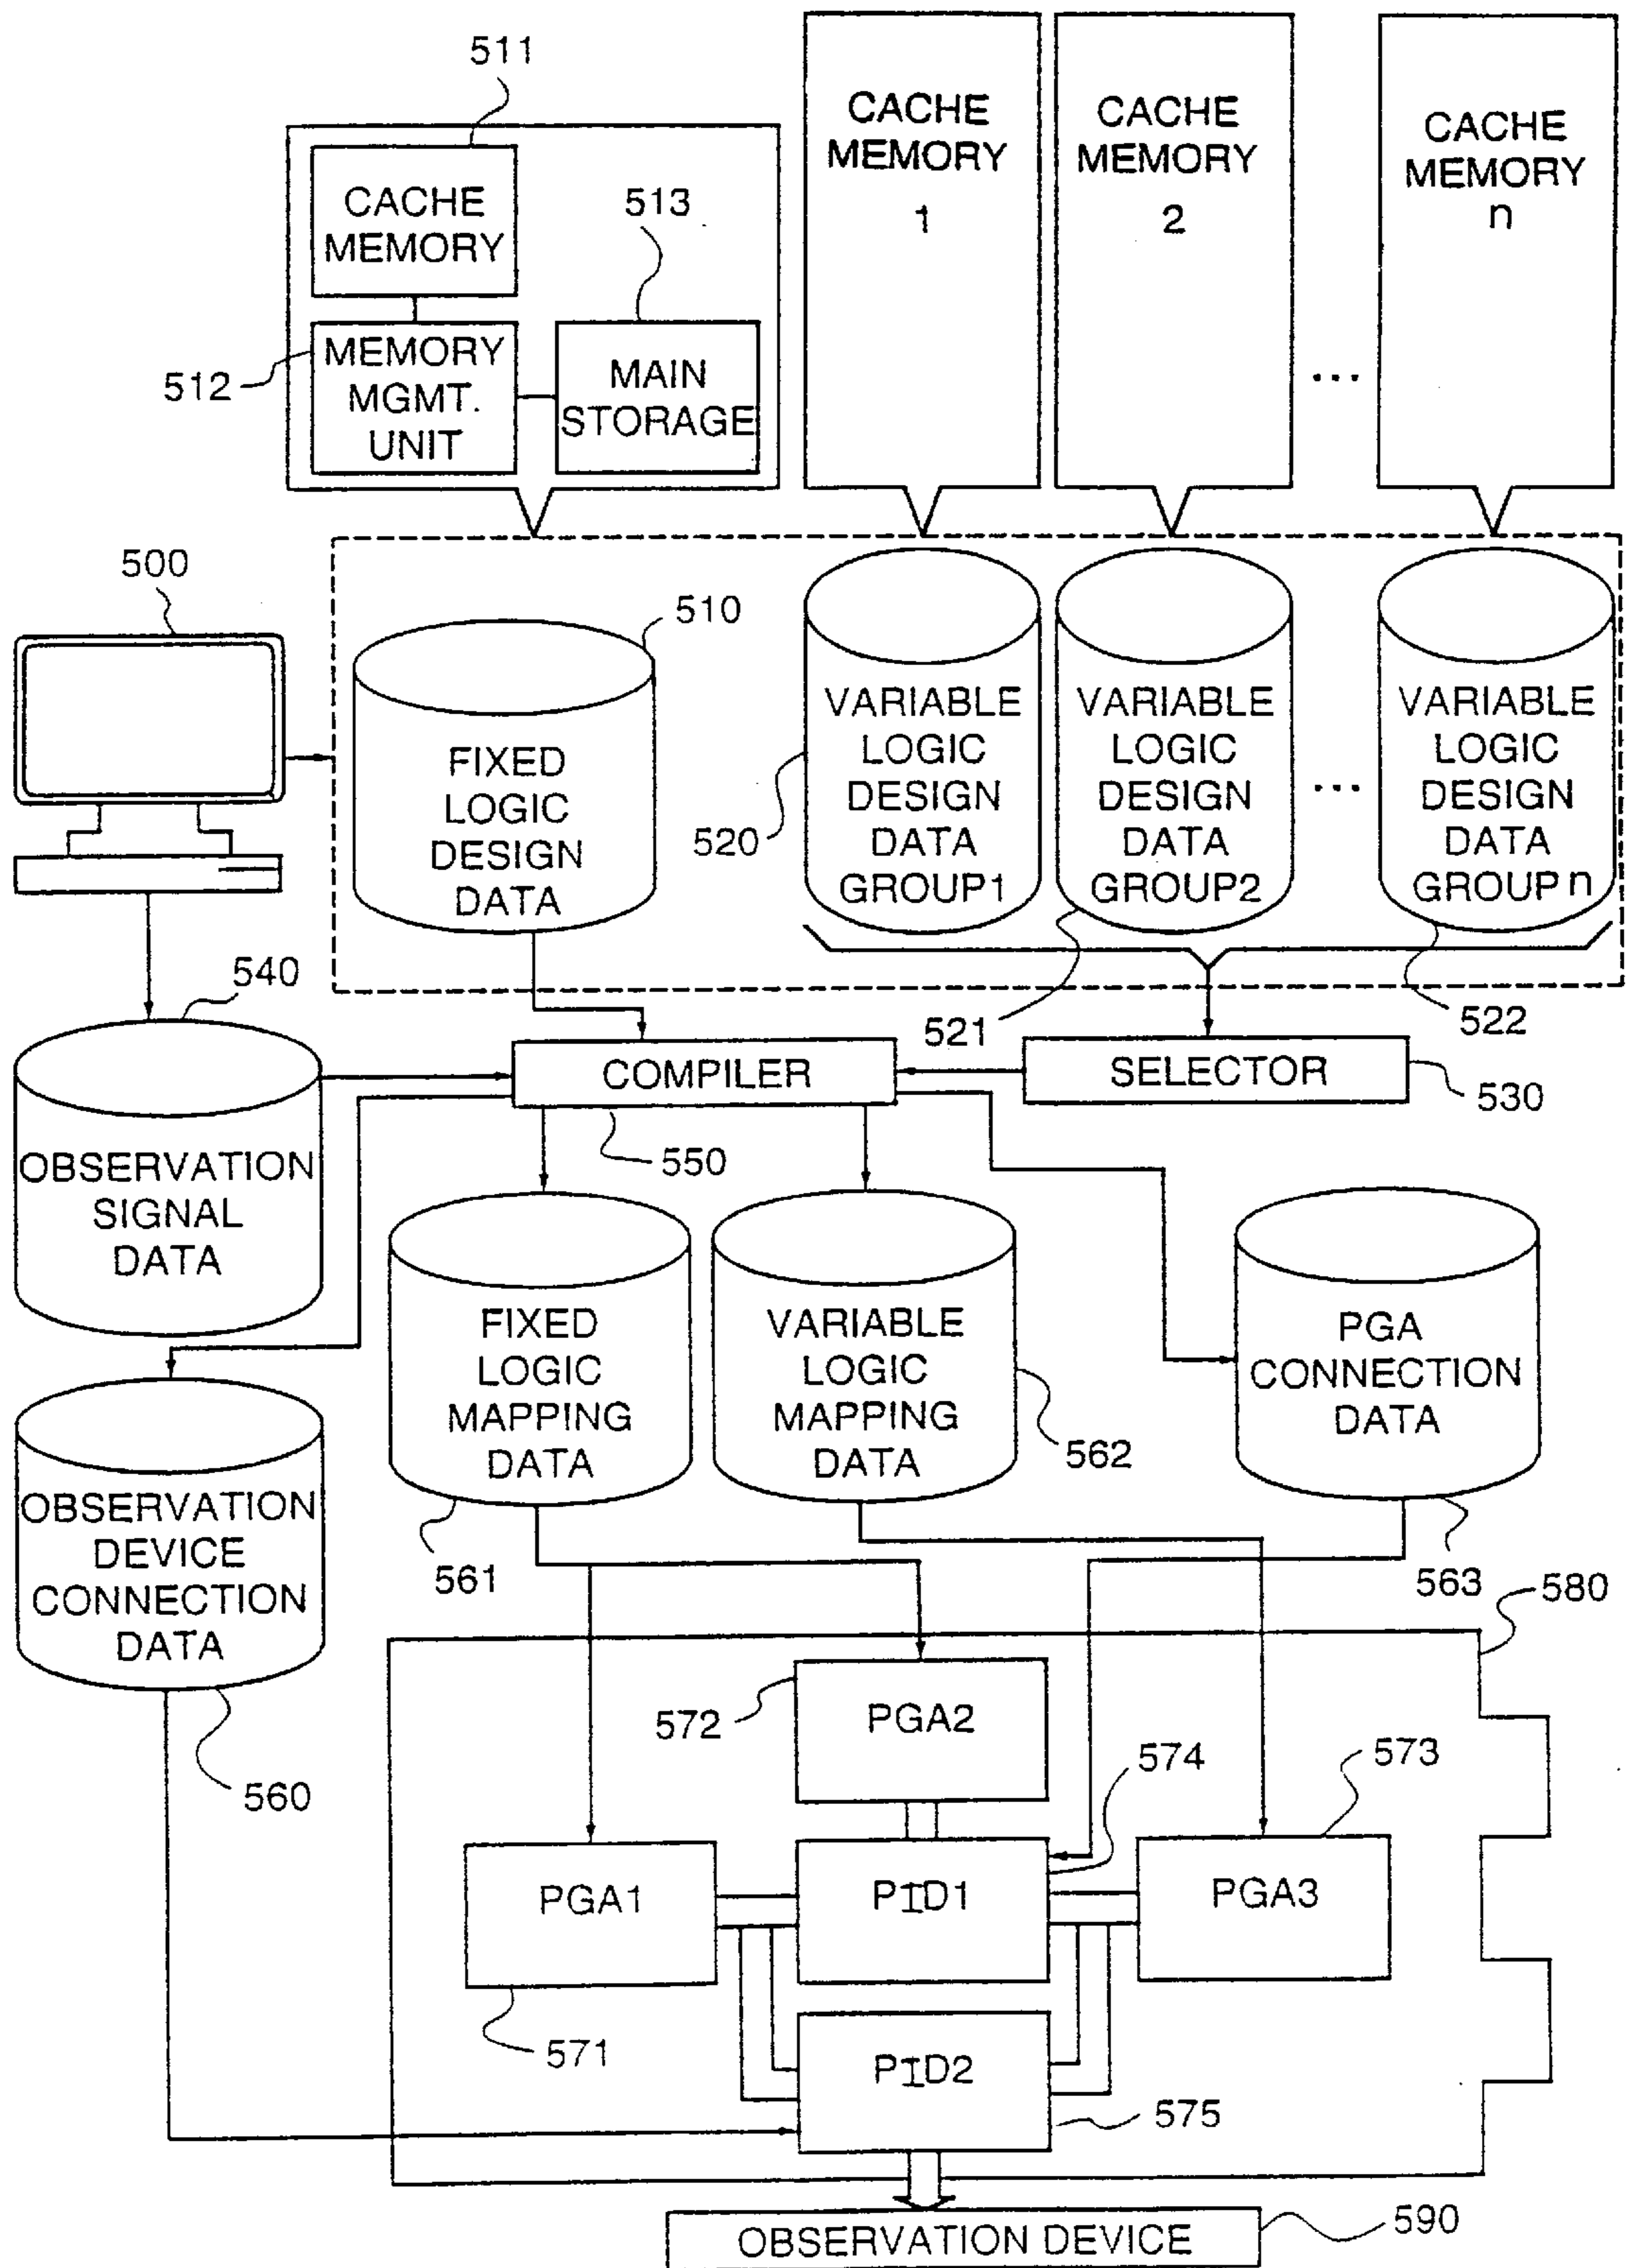 511
CACHE
MEMORY
1
CACHE
MEMORY
2
CACHE
MEMORY
n
CACHE
MEMORY
513
512
MEMORY
MGMT.
UNIT
MAIN
STORAGE
...
500
510
FIXED
LOGIC
DESIGN
DATA
520
VARIABLE
LOGIC
DESIGN
DATA
GROUP1
VARIABLE
LOGIC
DESIGN
DATA
GROUP2
...
VARIABLE
LOGIC
DESIGN
DATA
GROUPn
540
521
522
COMPILER
SELECTOR
530
550
OBSERVATION
SIGNAL
DATA
FIXED
LOGIC
MAPPING
DATA
VARIABLE
LOGIC
MAPPING
DATA
562
PGA
CONNECTION
DATA
OBSERVATION
DEVICE
CONNECTION
DATA
561
563
580
560
572
PGA2
574
573
PGA1
PID1
PGA3
571
PID2
575
OBSERVATION DEVICE
590